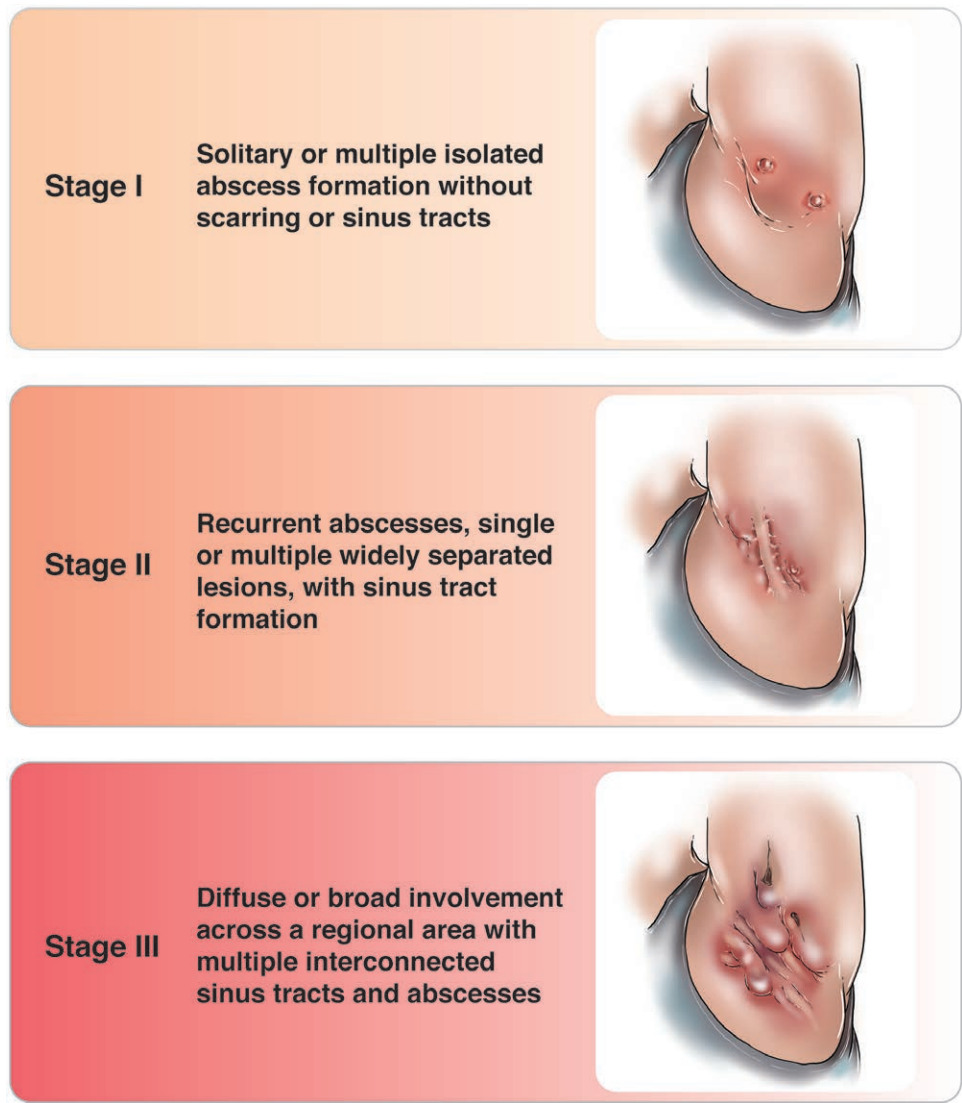 Stage I
Solitary or multiple isolated
abscess formation without
scarring or sinus tracts
Stage II
Recurrent abscesses, single
or multiple widely separated
lesions, with sinus tract
formation
Stage III
Diffuse or broad involvement
across a regional area with
multiple interconnected
sinus tracts and abscesses